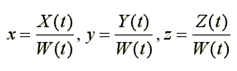 x = X(t)/W(t), y = Y(t)/W(t), z = Z(t)/W(t)